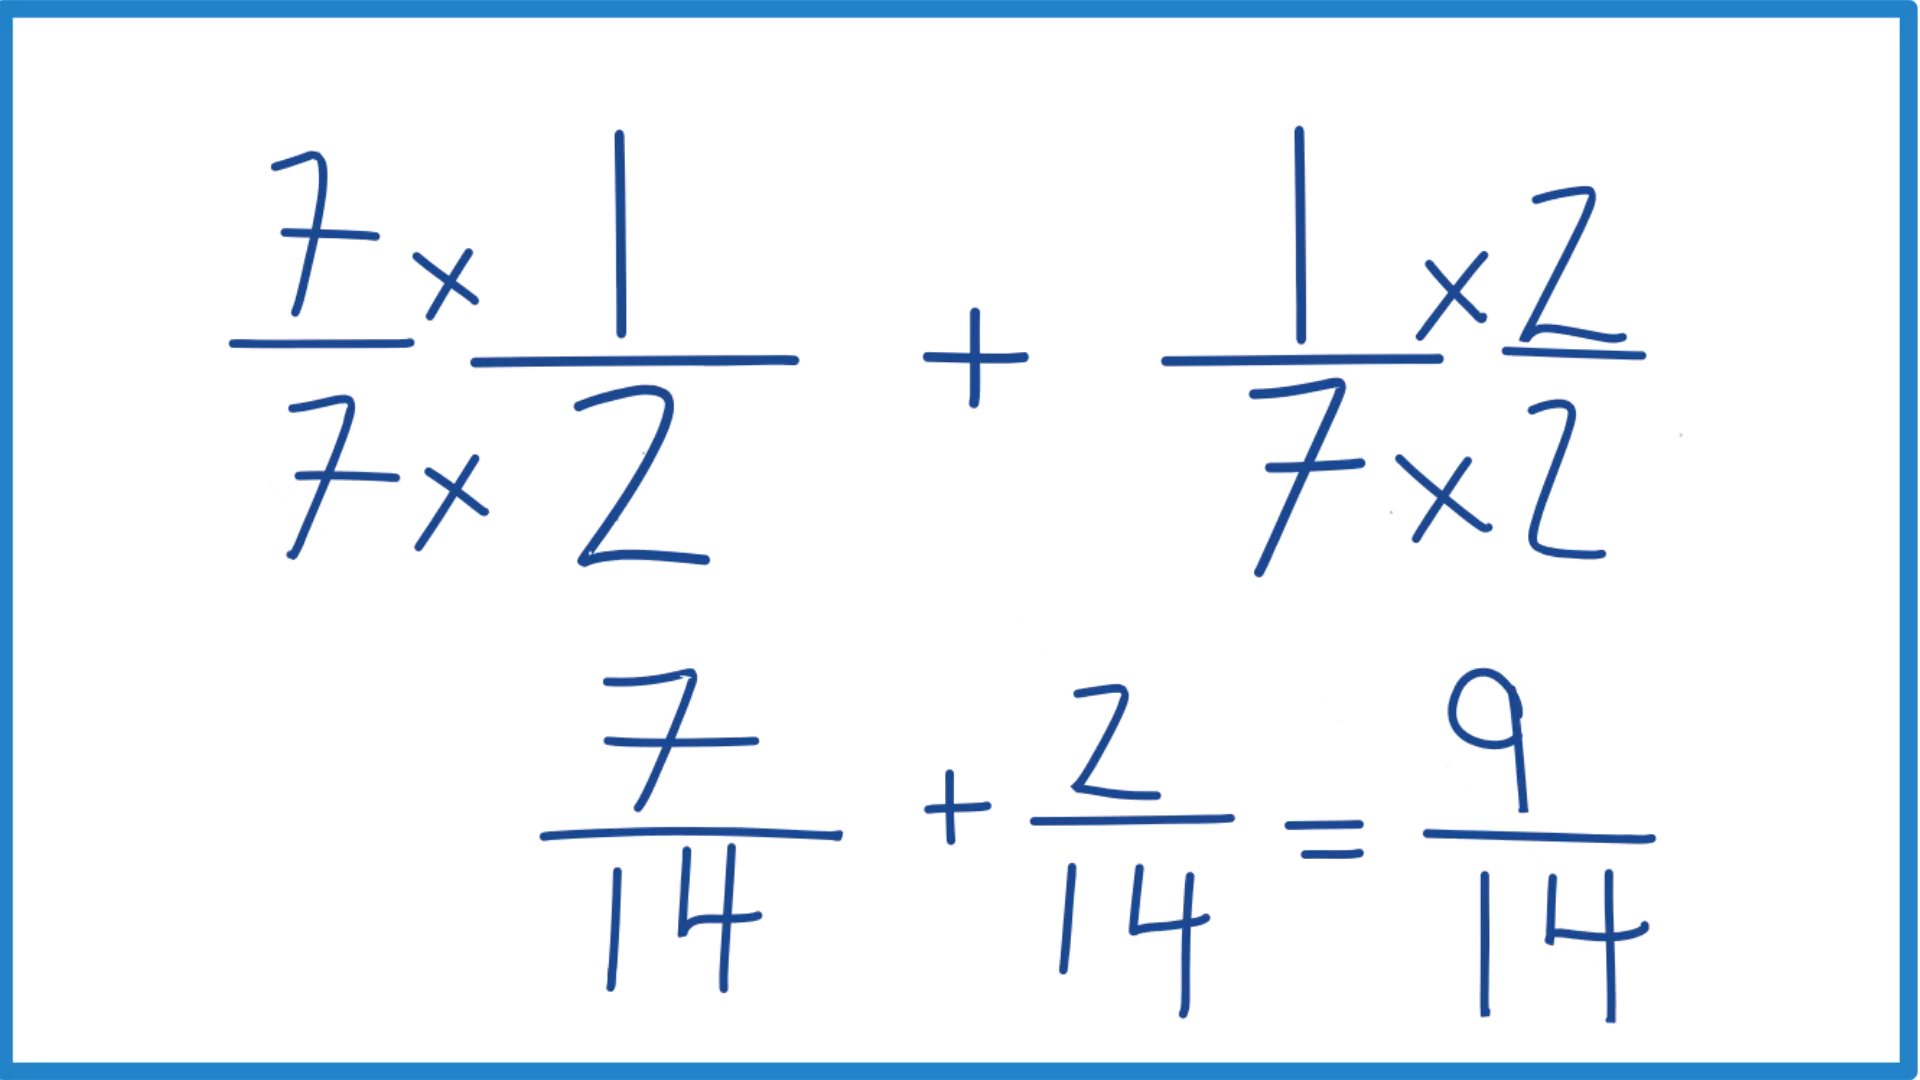 7/7 × 1/2 + 1/7 × 2/2
7/14 + 2/14 = 9/14